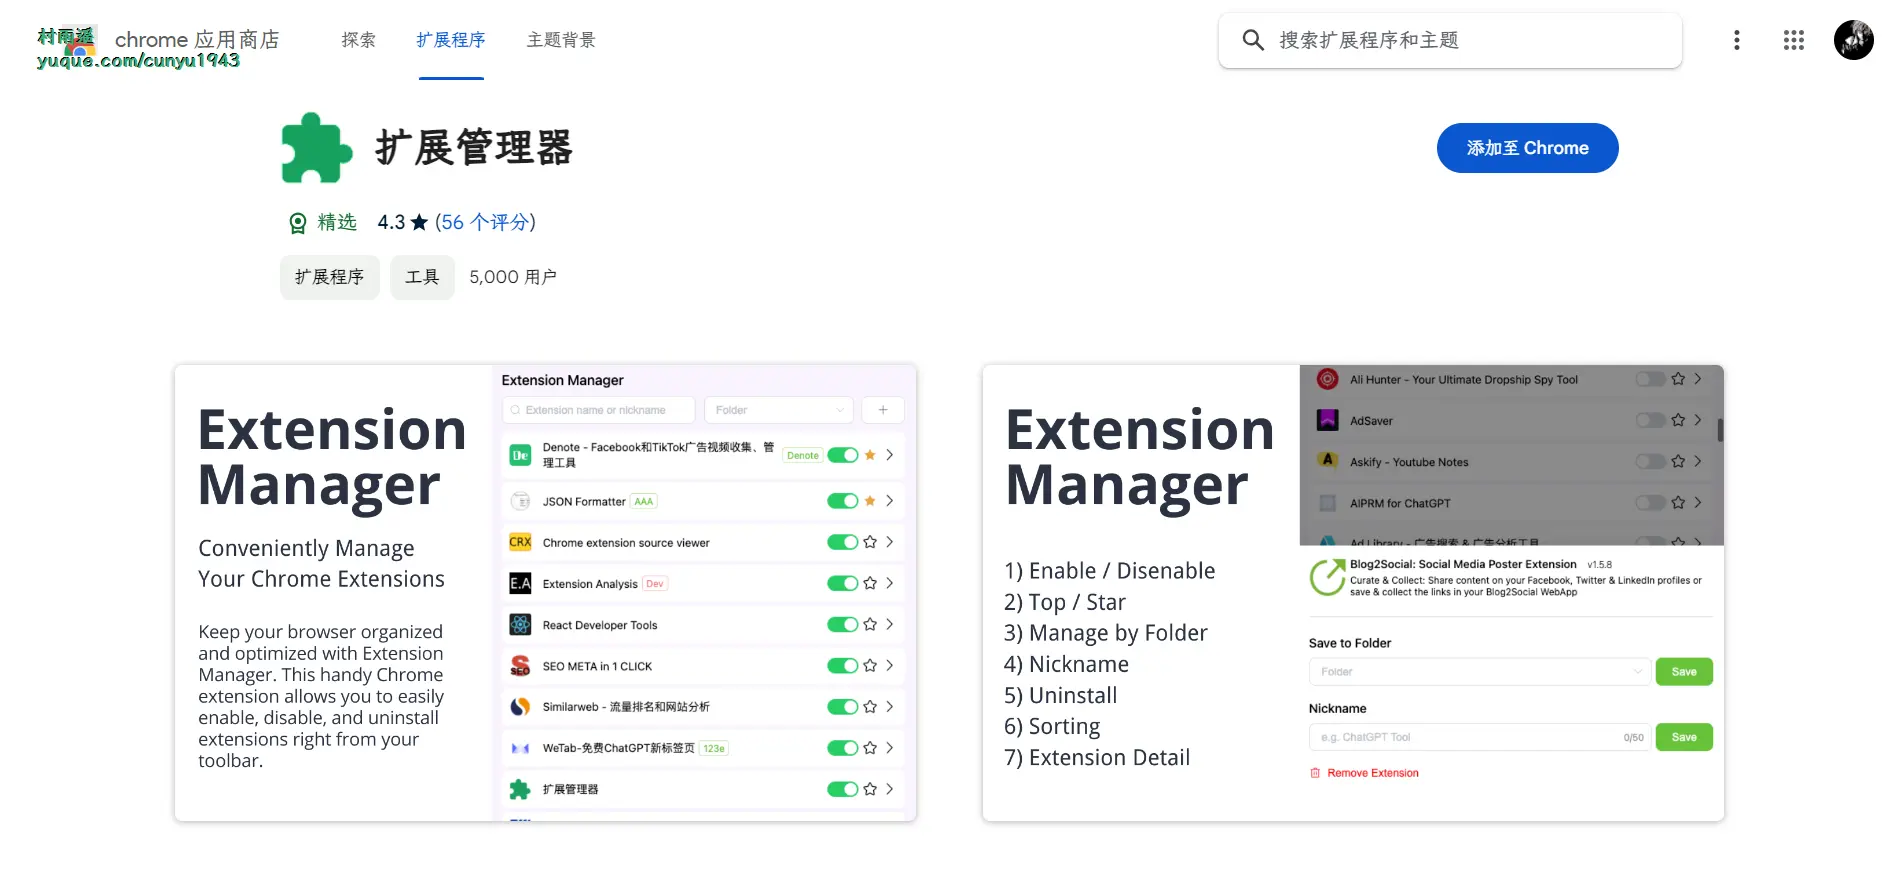 村雨遥
yuque.com/cunyu1943
chrome 应用商店
探索
扩展程序
主题背景
搜索扩展程序和主题
扩展管理器
添加至 Chrome
精选
4.3 ★ (56 个评分)
扩展程序
工具
5,000 用户
Extension
Manager
Conveniently Manage
Your Chrome Extensions
Keep your browser organized
and optimized with Extension
Manager. This handy Chrome
extension allows you to easily
enable, disable, and uninstall
extensions right from your
toolbar.
Extension Manager
Extension name or nickname
Folder
+
De
Denote - Facebook和TikTok广告视频收集、管
理工具
Denote
JSON Formatter
AAA
CRX
Chrome extension source viewer
E.A
Extension Analysis
Dev
React Developer Tools
SEO
SEO META in 1 CLICK
Similarweb - 流量排名和网站分析
WeTab-免费ChatGPT新标签页
123e
扩展管理器
Extension
Manager
1) Enable / Disenable
2) Top / Star
3) Manage by Folder
4) Nickname
5) Uninstall
6) Sorting
7) Extension Detail
Ali Hunter - Your Ultimate Dropship Spy Tool
AdSaver
A
Askify - Youtube Notes
AIPRM for ChatGPT
Ad Library - 广告搜索 & 广告分析工具
Blog2Social: Social Media Poster Extension v1.5.8
Curate & Collect: Share content on your Facebook, Twitter & LinkedIn profiles or
save & collect the links in your Blog2Social WebApp
Save to Folder
Folder
Save
Nickname
e.g. ChatGPT Tool
0/50
Save
Remove Extension